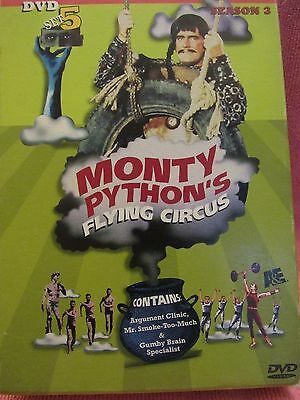 DVD
SET 5
SEASON 3
MONTY
PYTHON'S
FLYING CIRCUS
CONTAINS:
Argument Clinic,
Mr. Smoke-Too-Much
&
Gumby Brain
Specialist
A&E
DVD
VIDEO